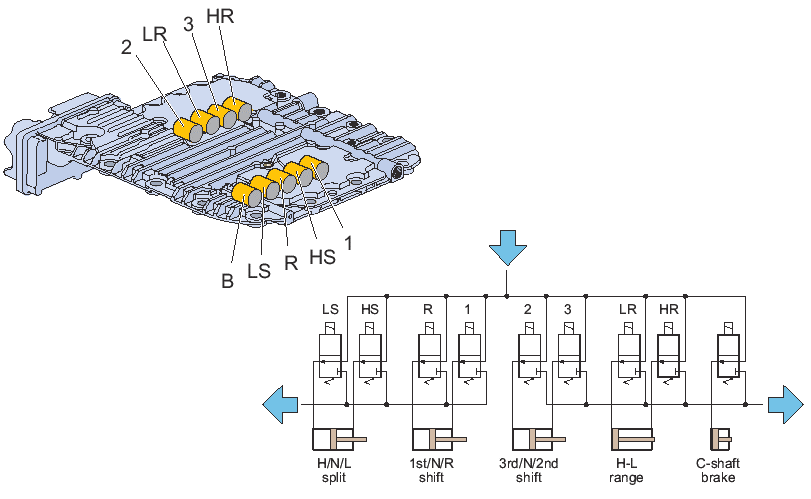 HR
3
LR
2
1
HS
R
LS
B
LS HS R 1 2 3 LR HR
H/N/L 1st/N/R 3rd/N/2nd H-L C-shaft
split shift shift range brake